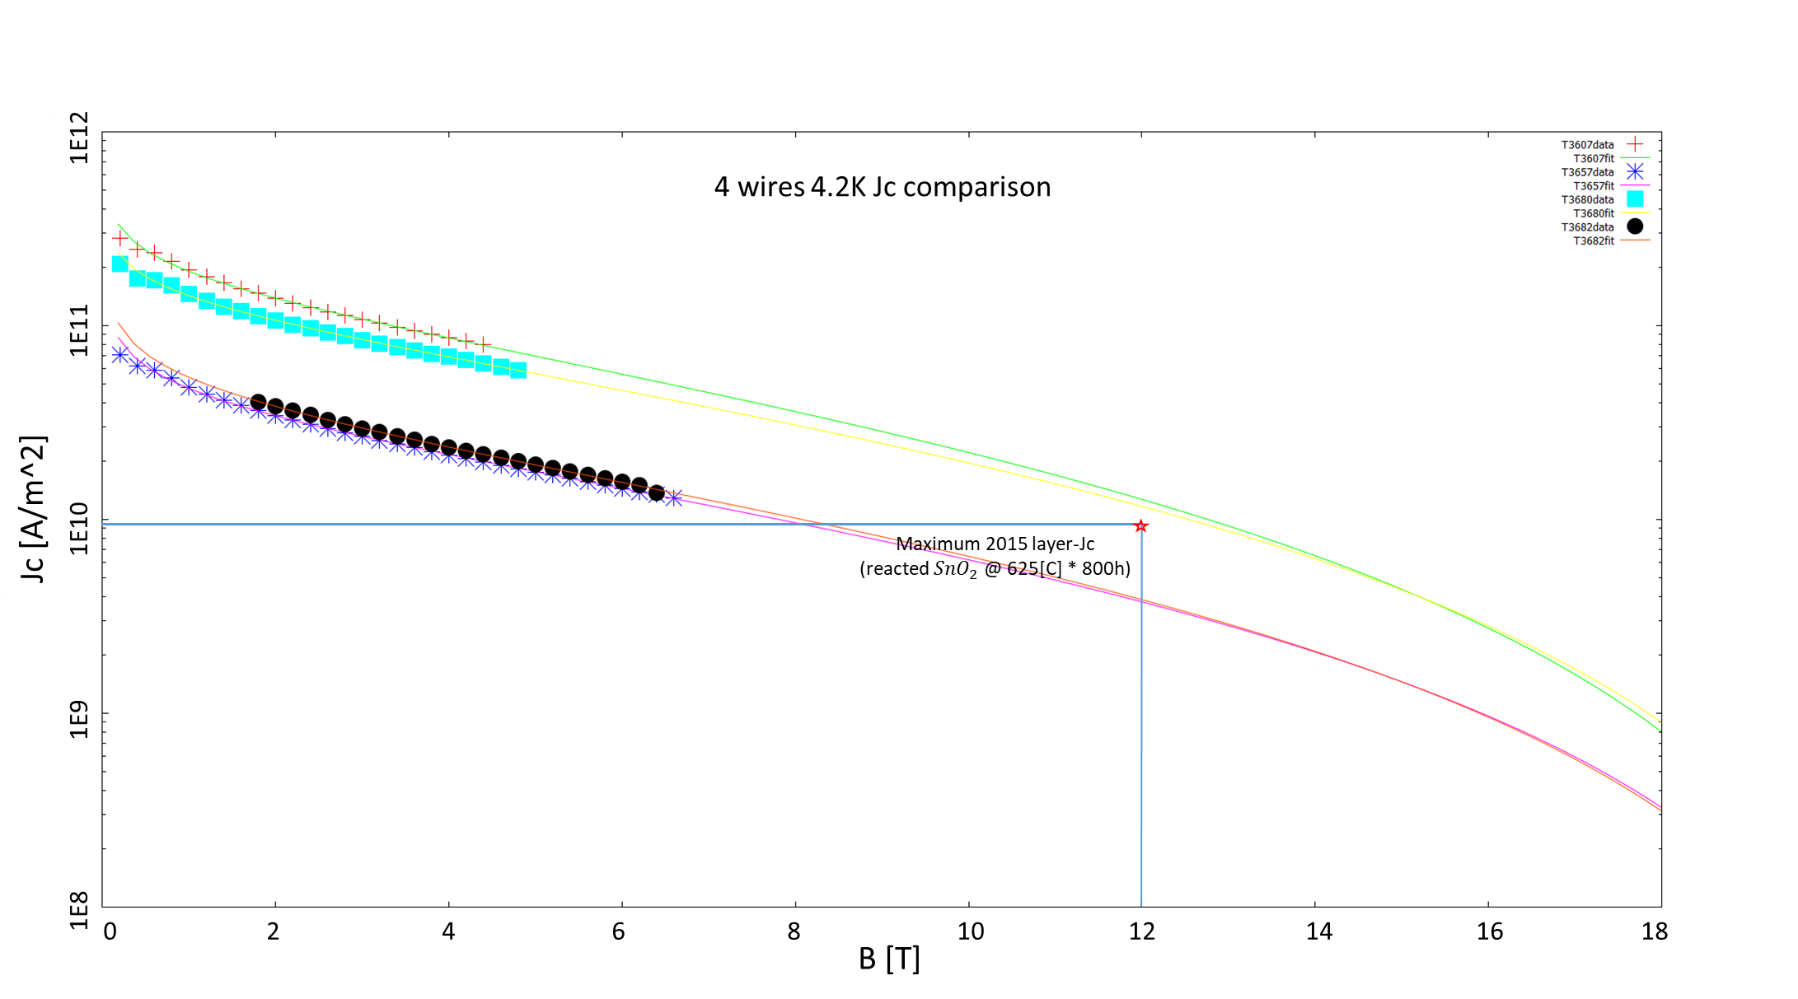 4 wires 4.2K Jc comparison
T3607data
T3607fit
T3657data
T3657fit
T3680data
T3680fit
T3682data
T3682fit
1E12
1E11
1E10
1E9
1E8
Jc [A/m^2]
Maximum 2015 layer-Jc
(reacted SnO₂ @ 625[C] * 800h)
0 2 4 6 8 10 12 14 16 18
B [T]